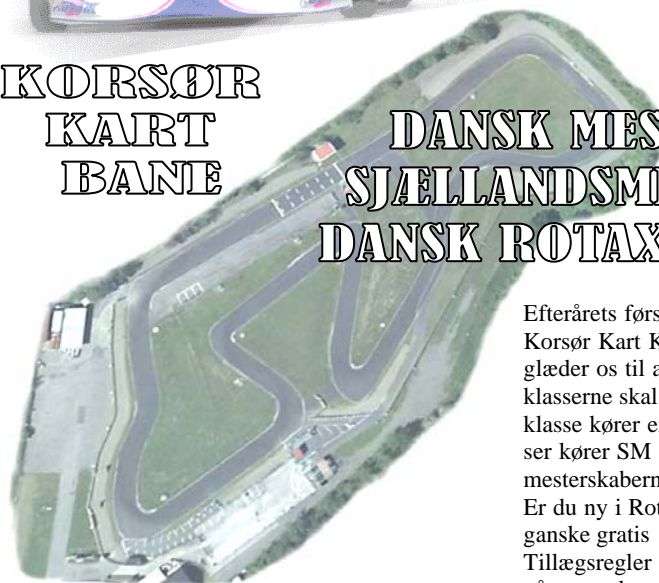 KORSØR
KART
BANE
DANSK MES
SJÆLLANDSM
DANSK ROTAX
Efterårets førs
Korsør Kart K
glæder os til a
klasserne skal
klasse kører e
ser kører SM
mesterskabern
Er du ny i Rot
ganske gratis
Tillægsregler